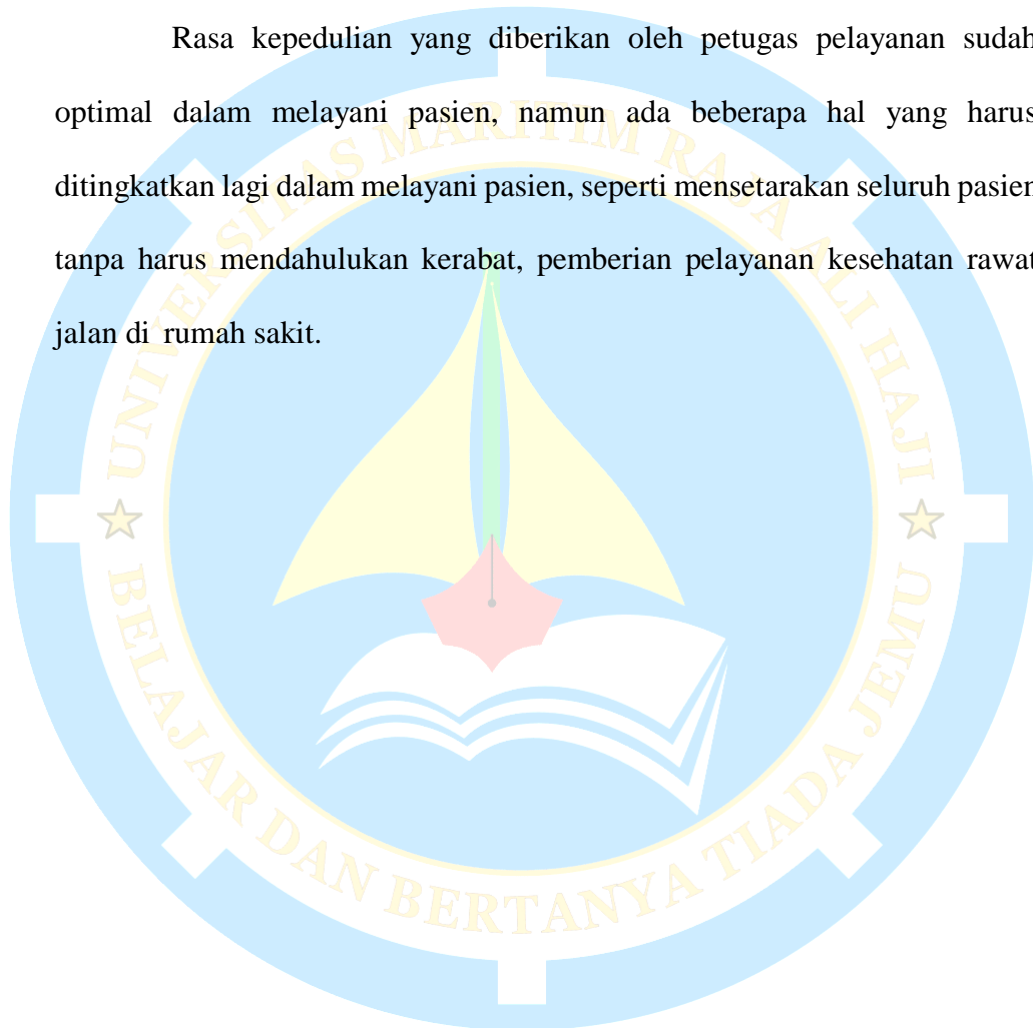 Rasa kepedulian yang diberikan oleh petugas pelayanan sudah
optimal dalam melayani pasien, namun ada beberapa hal yang harus
ditingkatkan lagi dalam melayani pasien, seperti mensetarakan seluruh pasien
tanpa harus mendahulukan kerabat, pemberian pelayanan kesehatan rawat
jalan di rumah sakit.
UNIVERSITAS MARITIM RAJA ALI HAJI
BELAJAR DAN BERTANYA TIADA JEMU